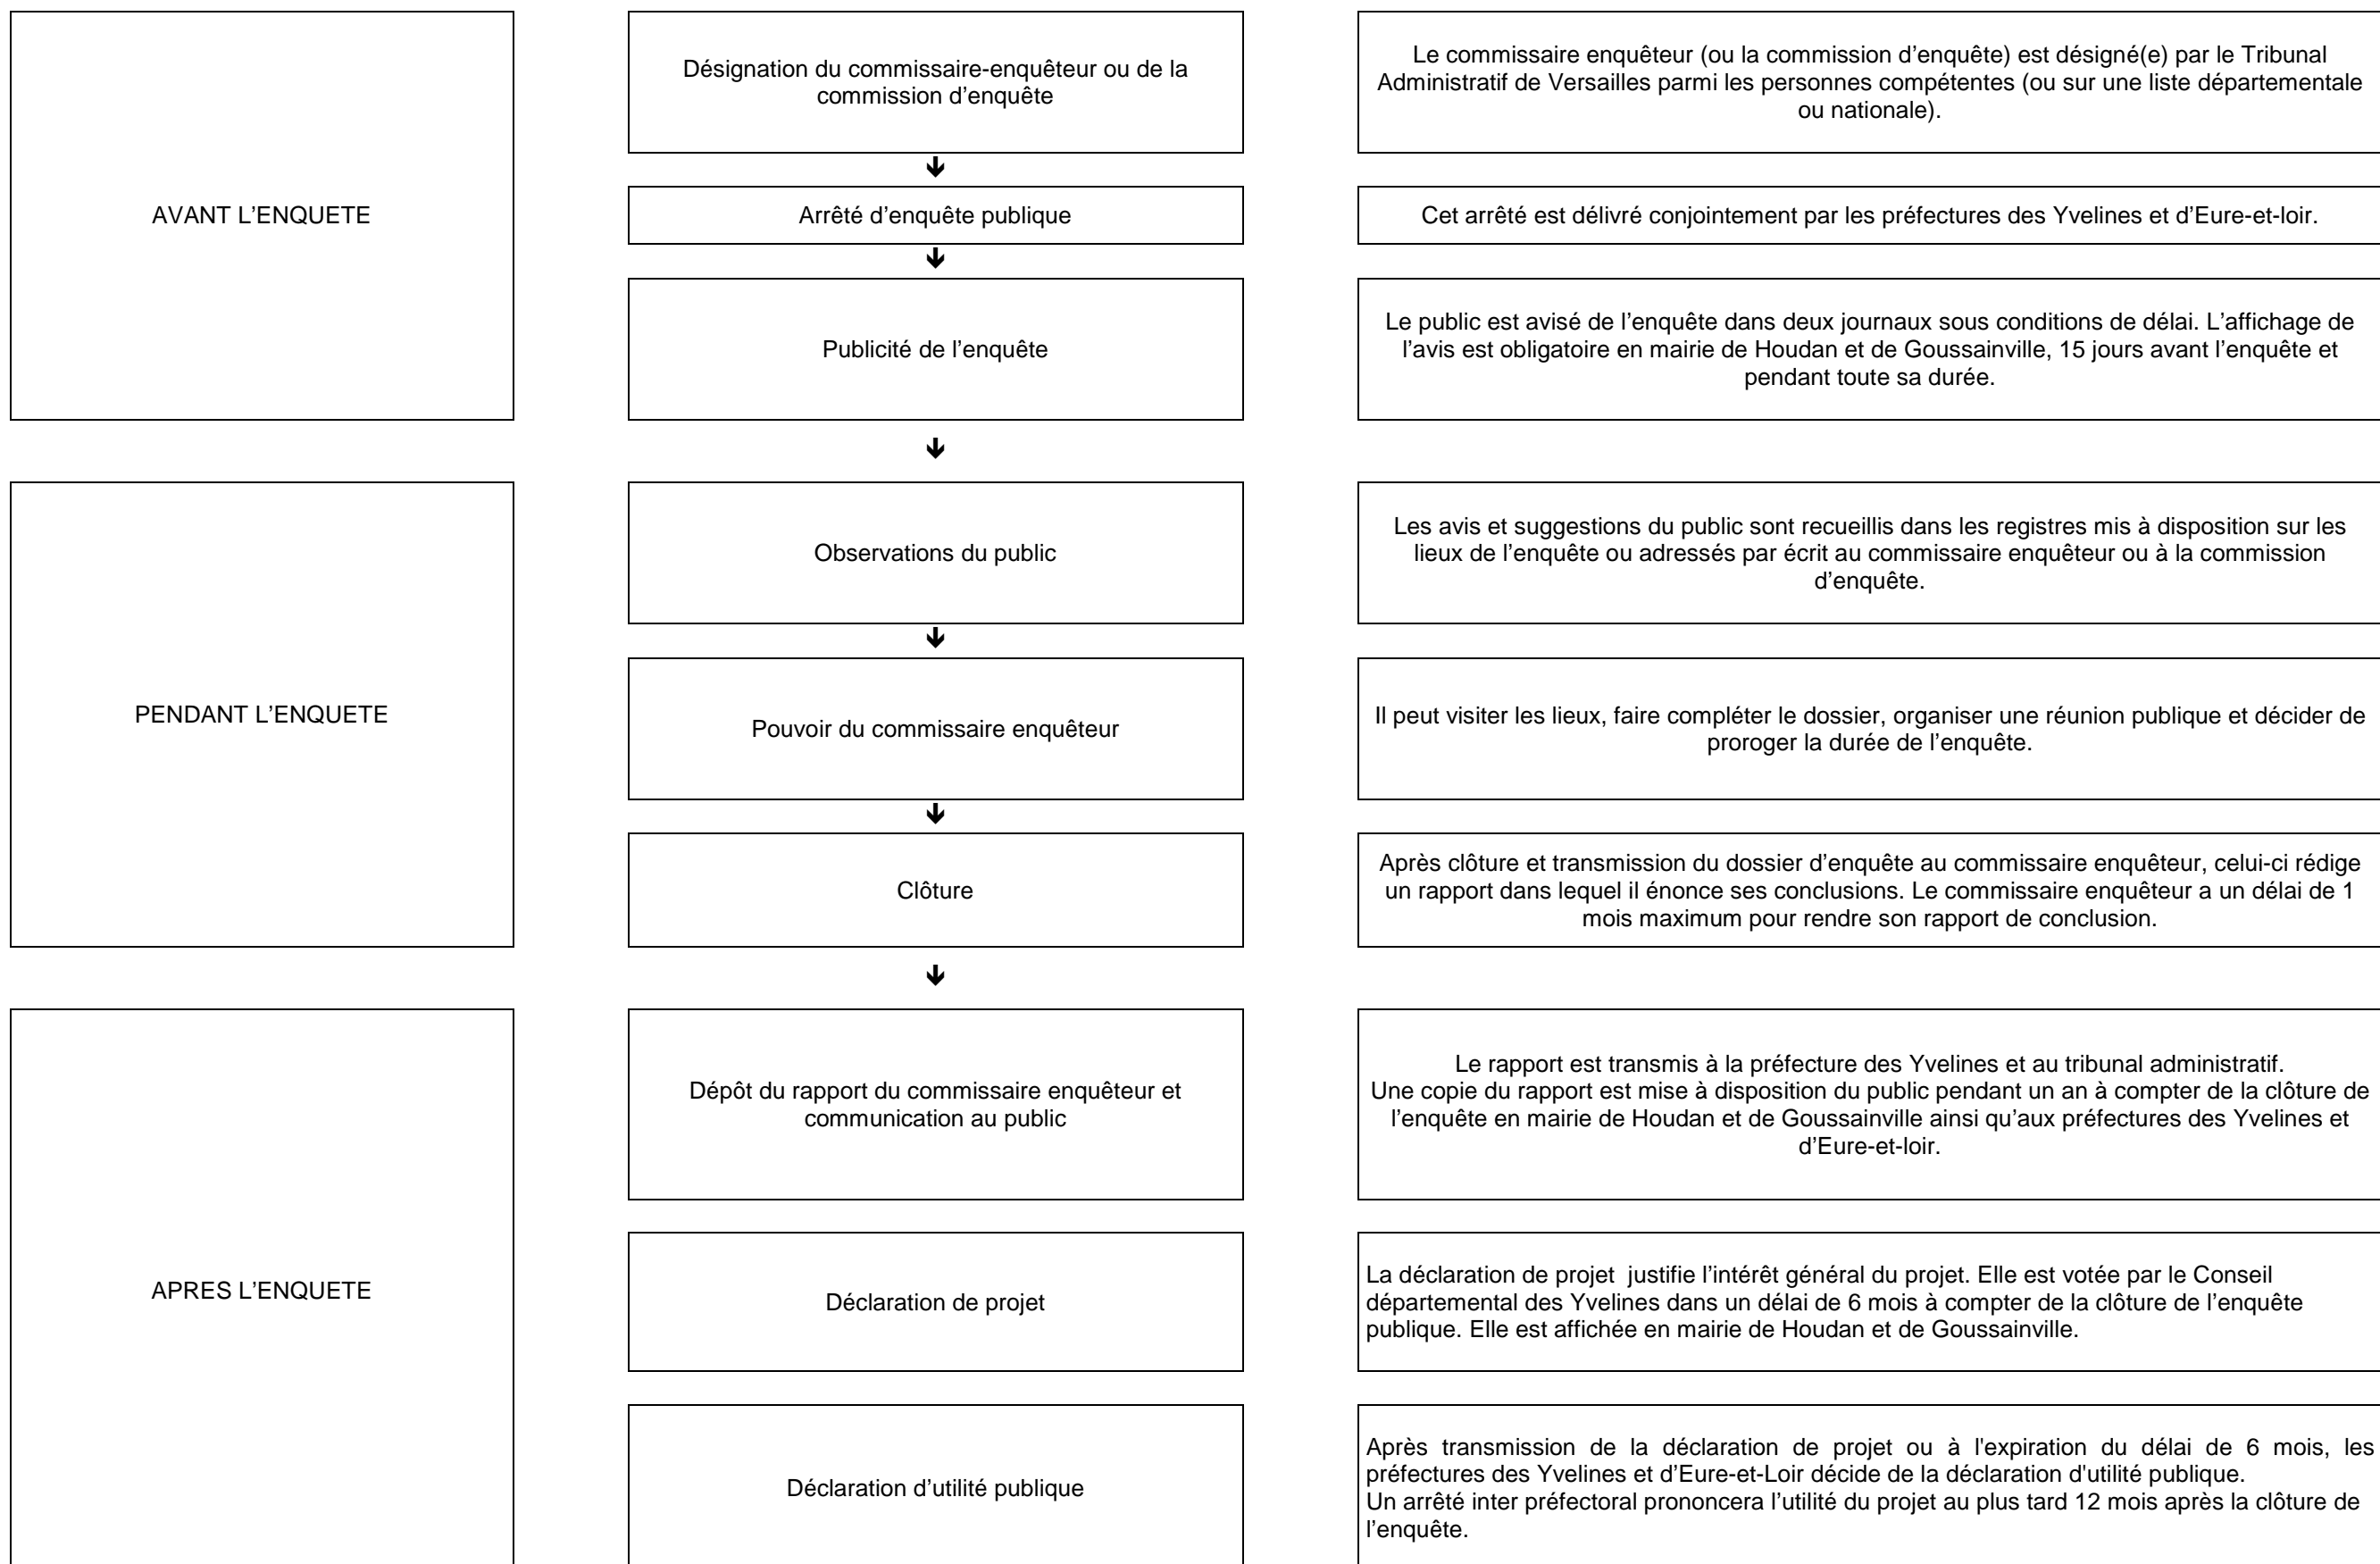 AVANT L’ENQUETE
Désignation du commissaire-enquêteur ou de la
commission d’enquête
Le commissaire enquêteur (ou la commission d’enquête) est désigné(e) par le Tribunal
Administratif de Versailles parmi les personnes compétentes (ou sur une liste départementale
ou nationale).
Arrêté d’enquête publique
Cet arrêté est délivré conjointement par les préfectures des Yvelines et d’Eure-et-loir.
Publicité de l’enquête
Le public est avisé de l’enquête dans deux journaux sous conditions de délai. L’affichage de
l’avis est obligatoire en mairie de Houdan et de Goussainville, 15 jours avant l’enquête et
pendant toute sa durée.
PENDANT L’ENQUETE
Observations du public
Les avis et suggestions du public sont recueillis dans les registres mis à disposition sur les
lieux de l’enquête ou adressés par écrit au commissaire enquêteur ou à la commission
d’enquête.
Pouvoir du commissaire enquêteur
Il peut visiter les lieux, faire compléter le dossier, organiser une réunion publique et décider de
proroger la durée de l’enquête.
Clôture
Après clôture et transmission du dossier d’enquête au commissaire enquêteur, celui-ci rédige
un rapport dans lequel il énonce ses conclusions. Le commissaire enquêteur a un délai de 1
mois maximum pour rendre son rapport de conclusion.
APRES L’ENQUETE
Dépôt du rapport du commissaire enquêteur et
communication au public
Le rapport est transmis à la préfecture des Yvelines et au tribunal administratif.
Une copie du rapport est mise à disposition du public pendant un an à compter de la clôture de
l’enquête en mairie de Houdan et de Goussainville ainsi qu’aux préfectures des Yvelines et
d’Eure-et-loir.
Déclaration de projet
La déclaration de projet justifie l’intérêt général du projet. Elle est votée par le Conseil
départemental des Yvelines dans un délai de 6 mois à compter de la clôture de l’enquête
publique. Elle est affichée en mairie de Houdan et de Goussainville.
Déclaration d’utilité publique
Après transmission de la déclaration de projet ou à l'expiration du délai de 6 mois, les
préfectures des Yvelines et d’Eure-et-Loir décide de la déclaration d'utilité publique.
Un arrêté inter préfectoral prononcera l’utilité du projet au plus tard 12 mois après la clôture de
l’enquête.